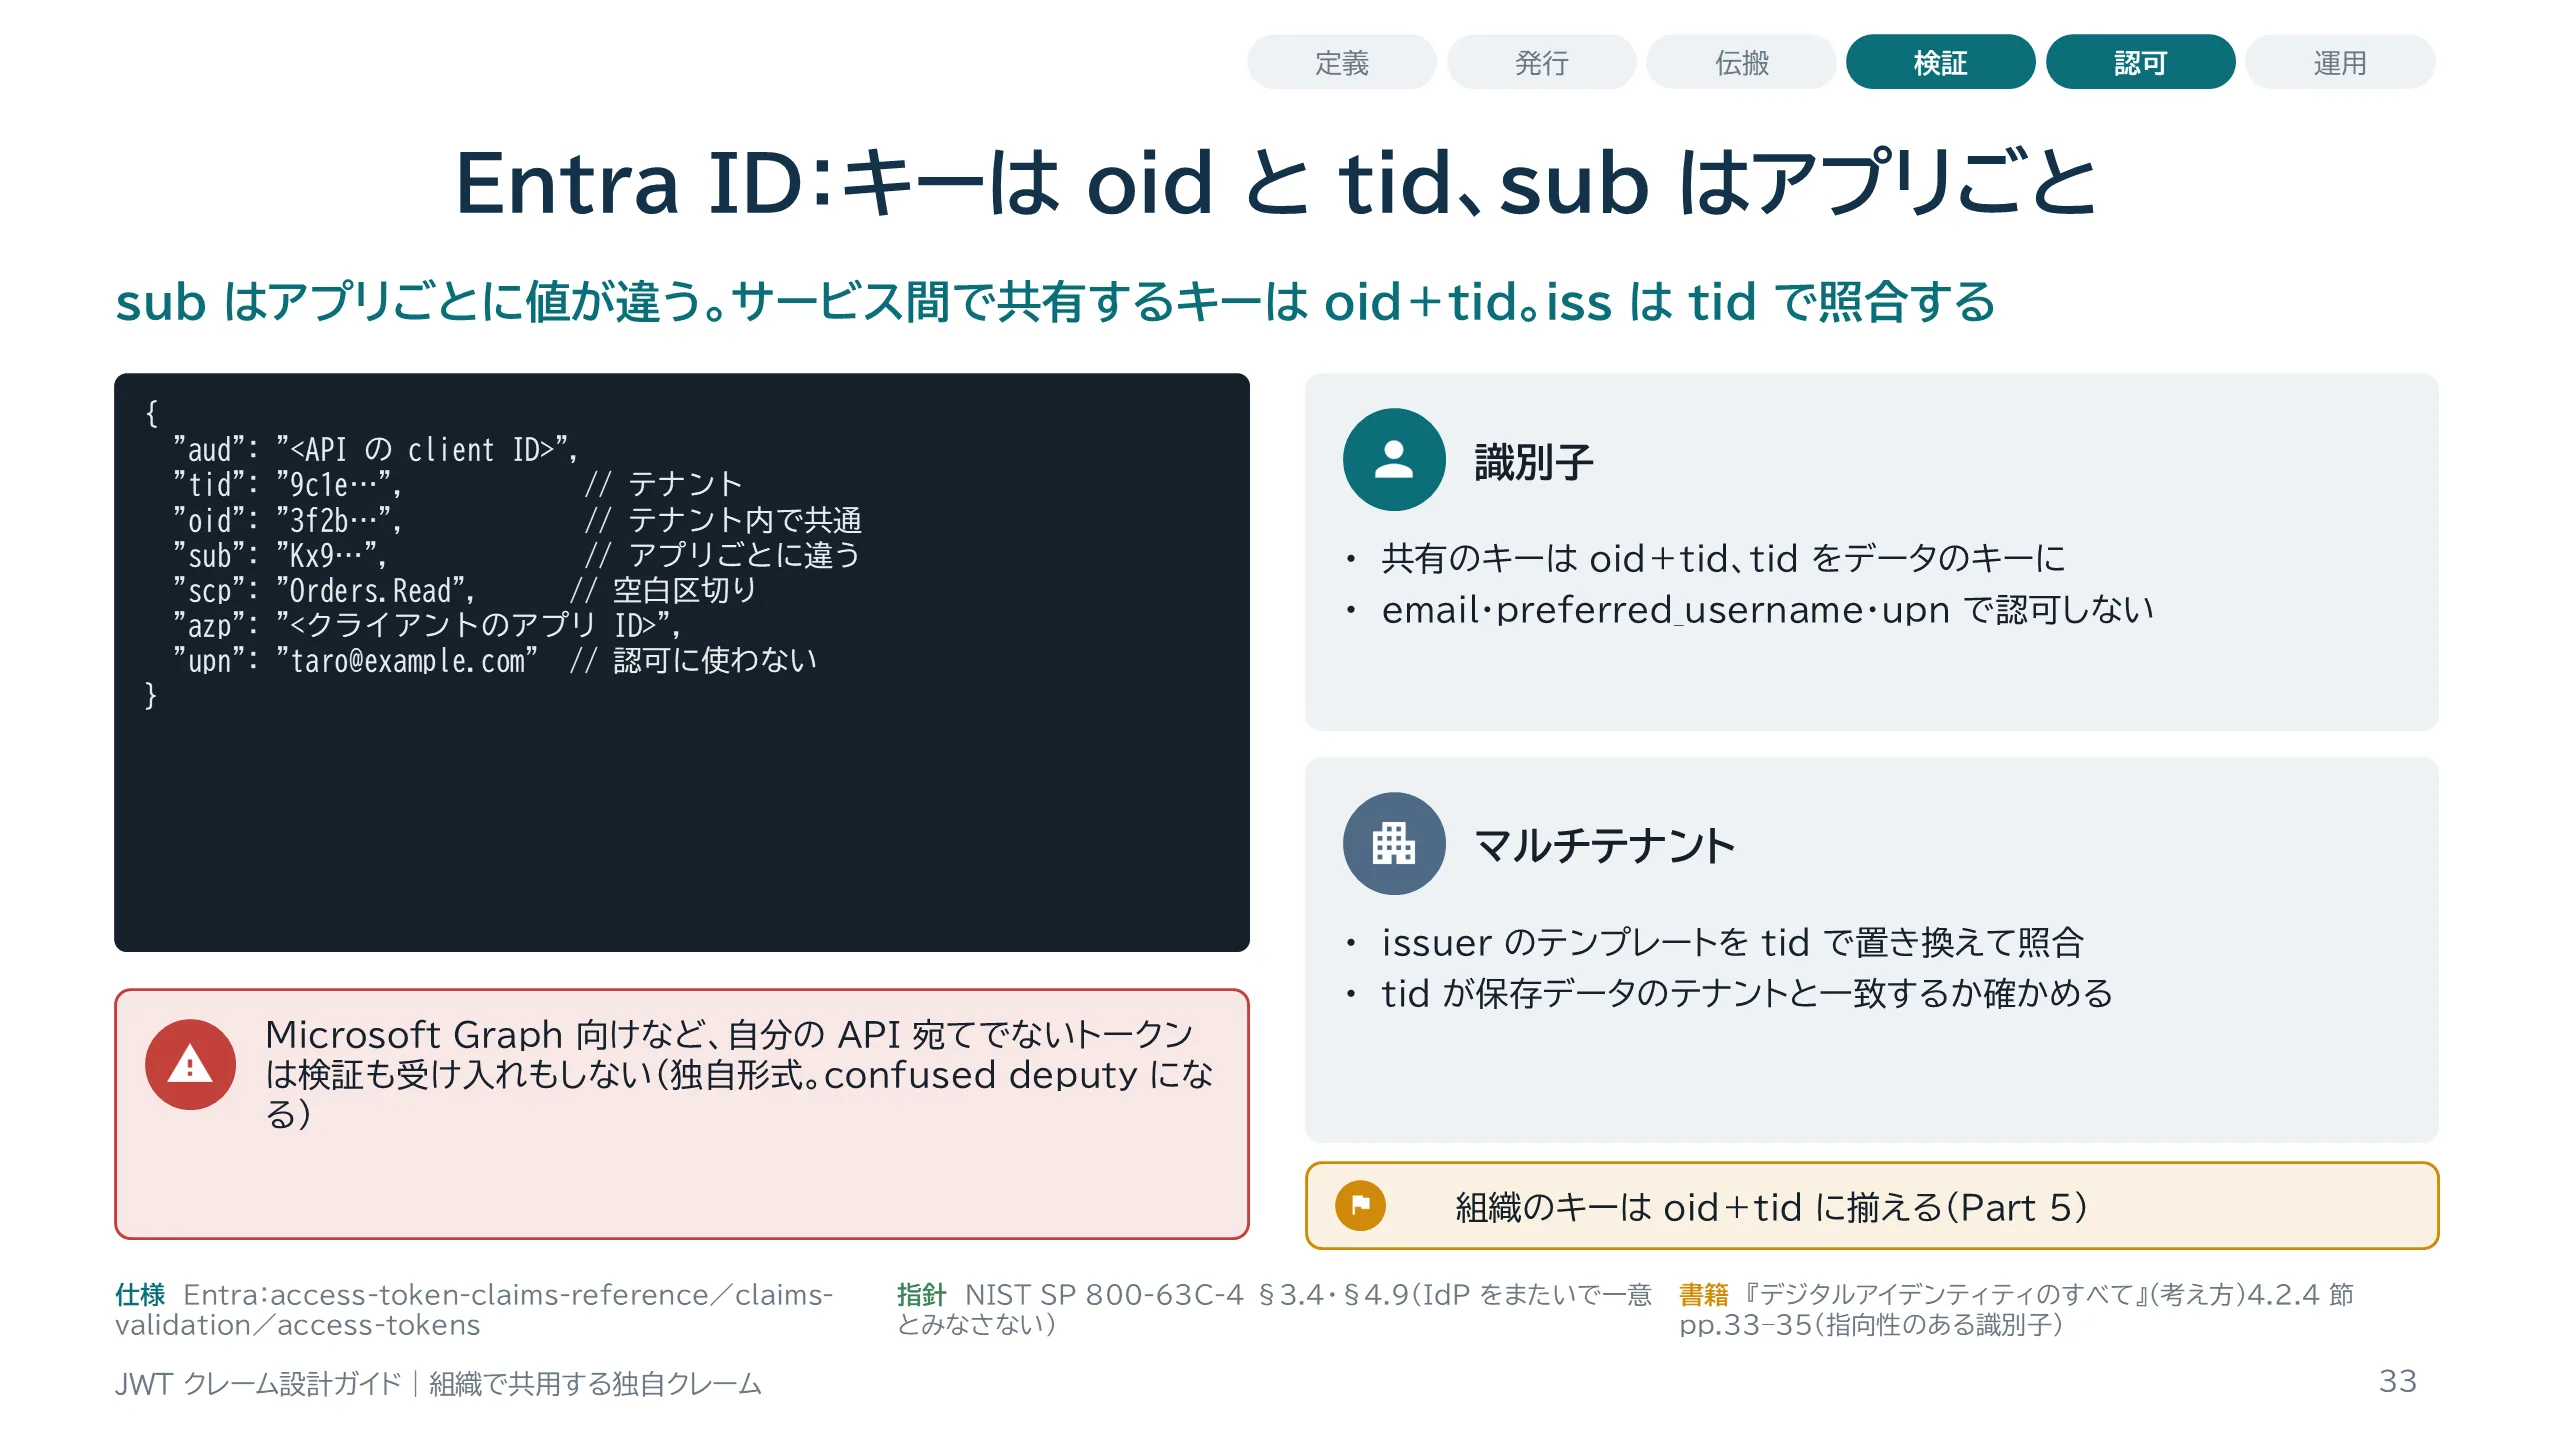 定義
発行
伝搬
検証
認可
運用
Entra ID：キーは oid と tid、sub はアプリごと
sub はアプリごとに値が違う。サービス間で共有するキーは oid＋tid。iss は tid で照合する
{
  ”aud”: ”<API の client ID>”,
  ”tid”: ”9c1e…”,             // テナント
  ”oid”: ”3f2b…”,             // テナント内で共通
  ”sub”: ”Kx9…”,              // アプリごとに違う
  ”scp”: ”Orders.Read”,       // 空白区切り
  ”azp”: ”<クライアントのアプリ ID>”,
  ”upn”: ”taro@example.com”  // 認可に使わない
}
Microsoft Graph 向けなど、自分の API 宛てでないトークン
は検証も受け入れもしない（独自形式。confused deputy にな
る）
識別子
・ 共有のキーは oid＋tid、tid をデータのキーに
・ email・preferred_username・upn で認可しない
マルチテナント
・ issuer のテンプレートを tid で置き換えて照合
・ tid が保存データのテナントと一致するか確かめる
組織のキーは oid＋tid に揃える（Part 5）
仕様 Entra：access-token-claims-reference／claims-
validation／access-tokens
指針 NIST SP 800-63C-4 §3.4・§4.9（IdP をまたいで一意
とみなさない）
書籍 『デジタルアイデンティティのすべて』（考え方）4.2.4 節
pp.33–35（指向性のある識別子）
JWT クレーム設計ガイド｜組織で共用する独自クレーム
33